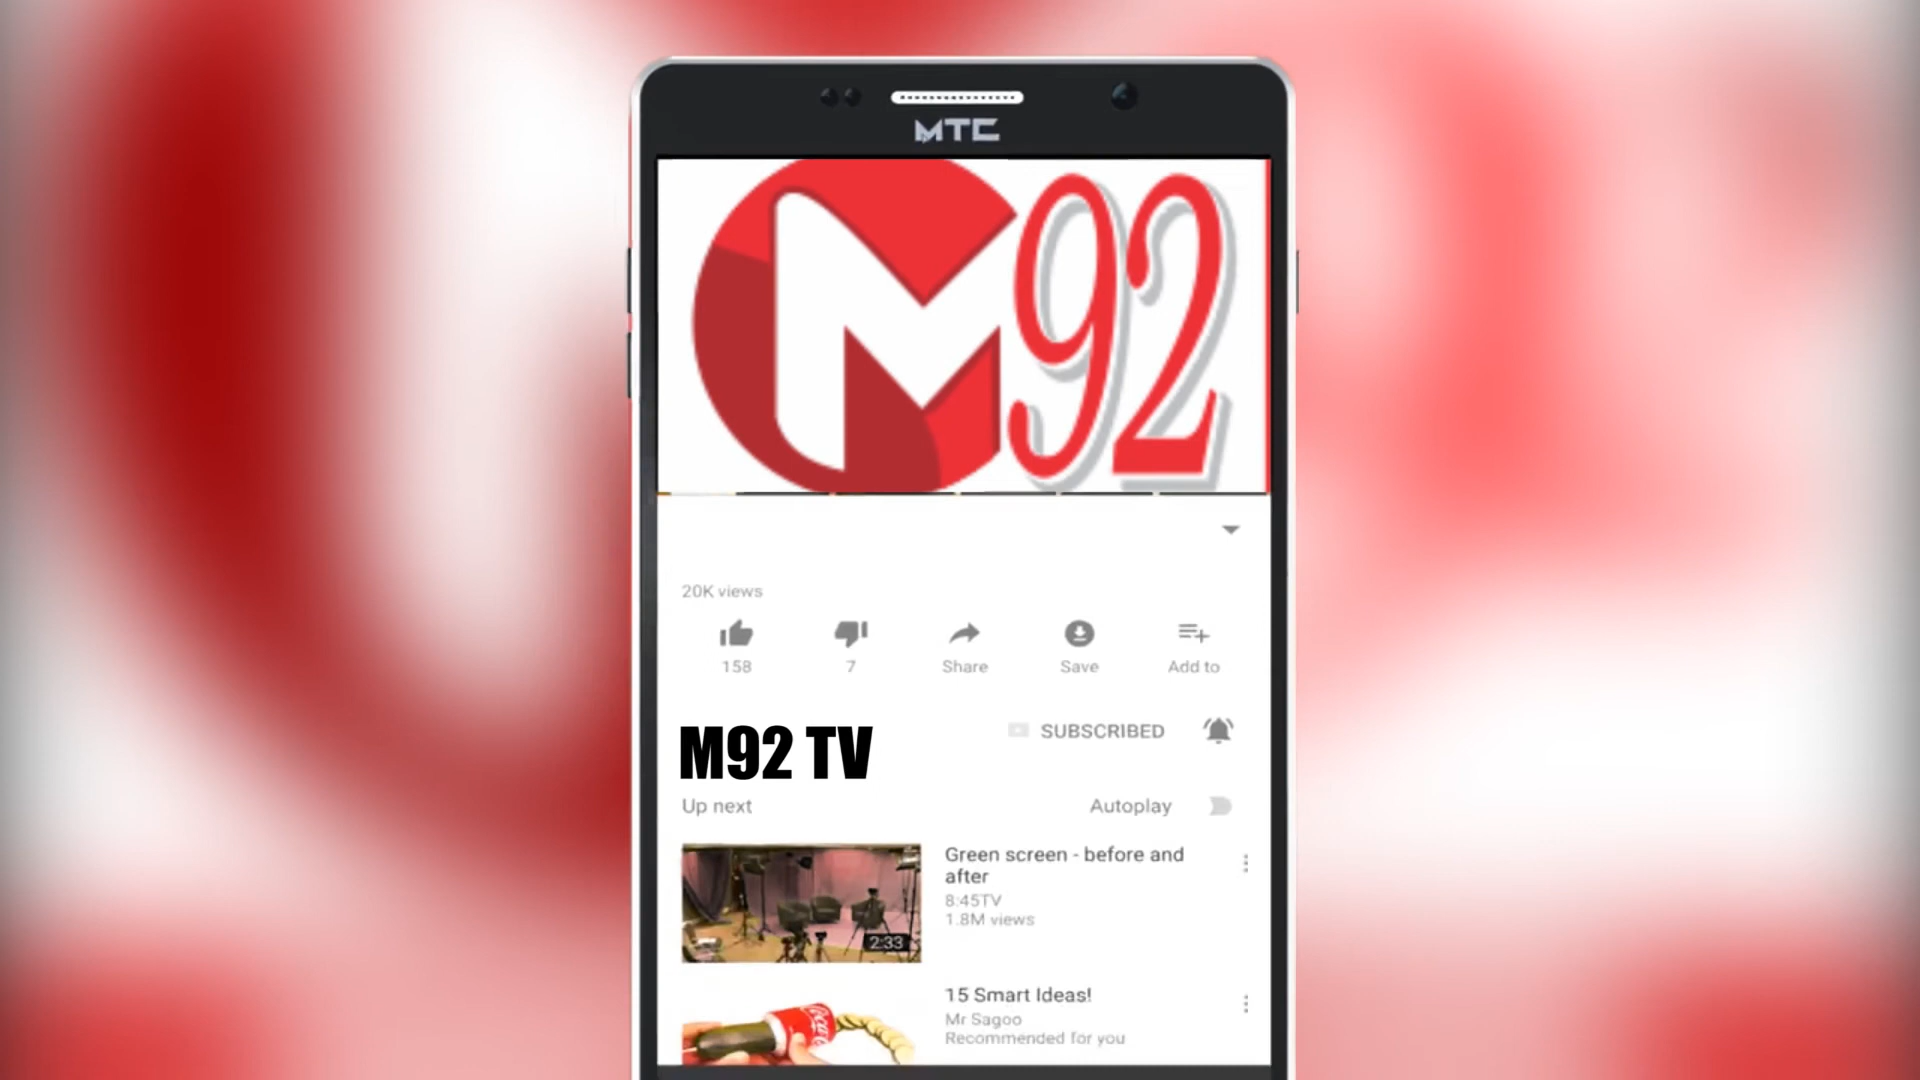 MTC
M92
20K views
158
7
Share
Save
Add to
M92 TV
SUBSCRIBED
Up next
Autoplay
Green screen - before and
after
8:45TV
1.8M views
2:33
15 Smart Ideas!
Mr Sagoo
Recommended for you
Coca